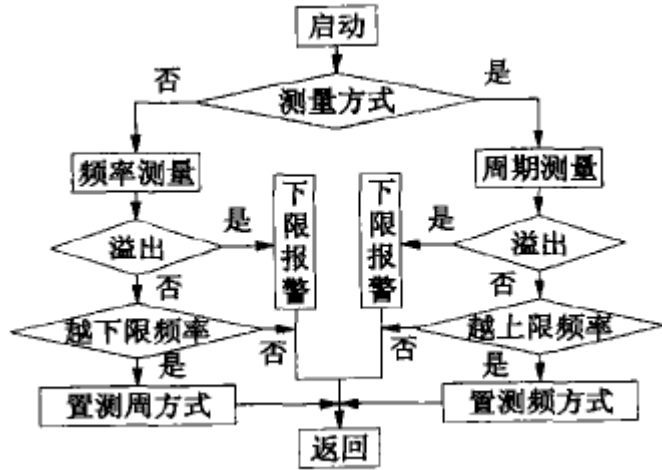 启动
否
是
测量方式
频率测量
周期测量
下限报警
下限报警
是
是
溢出
溢出
否
否
越下限频率
越上限频率
否
否
是
是
置测周方式
置测频方式
返回